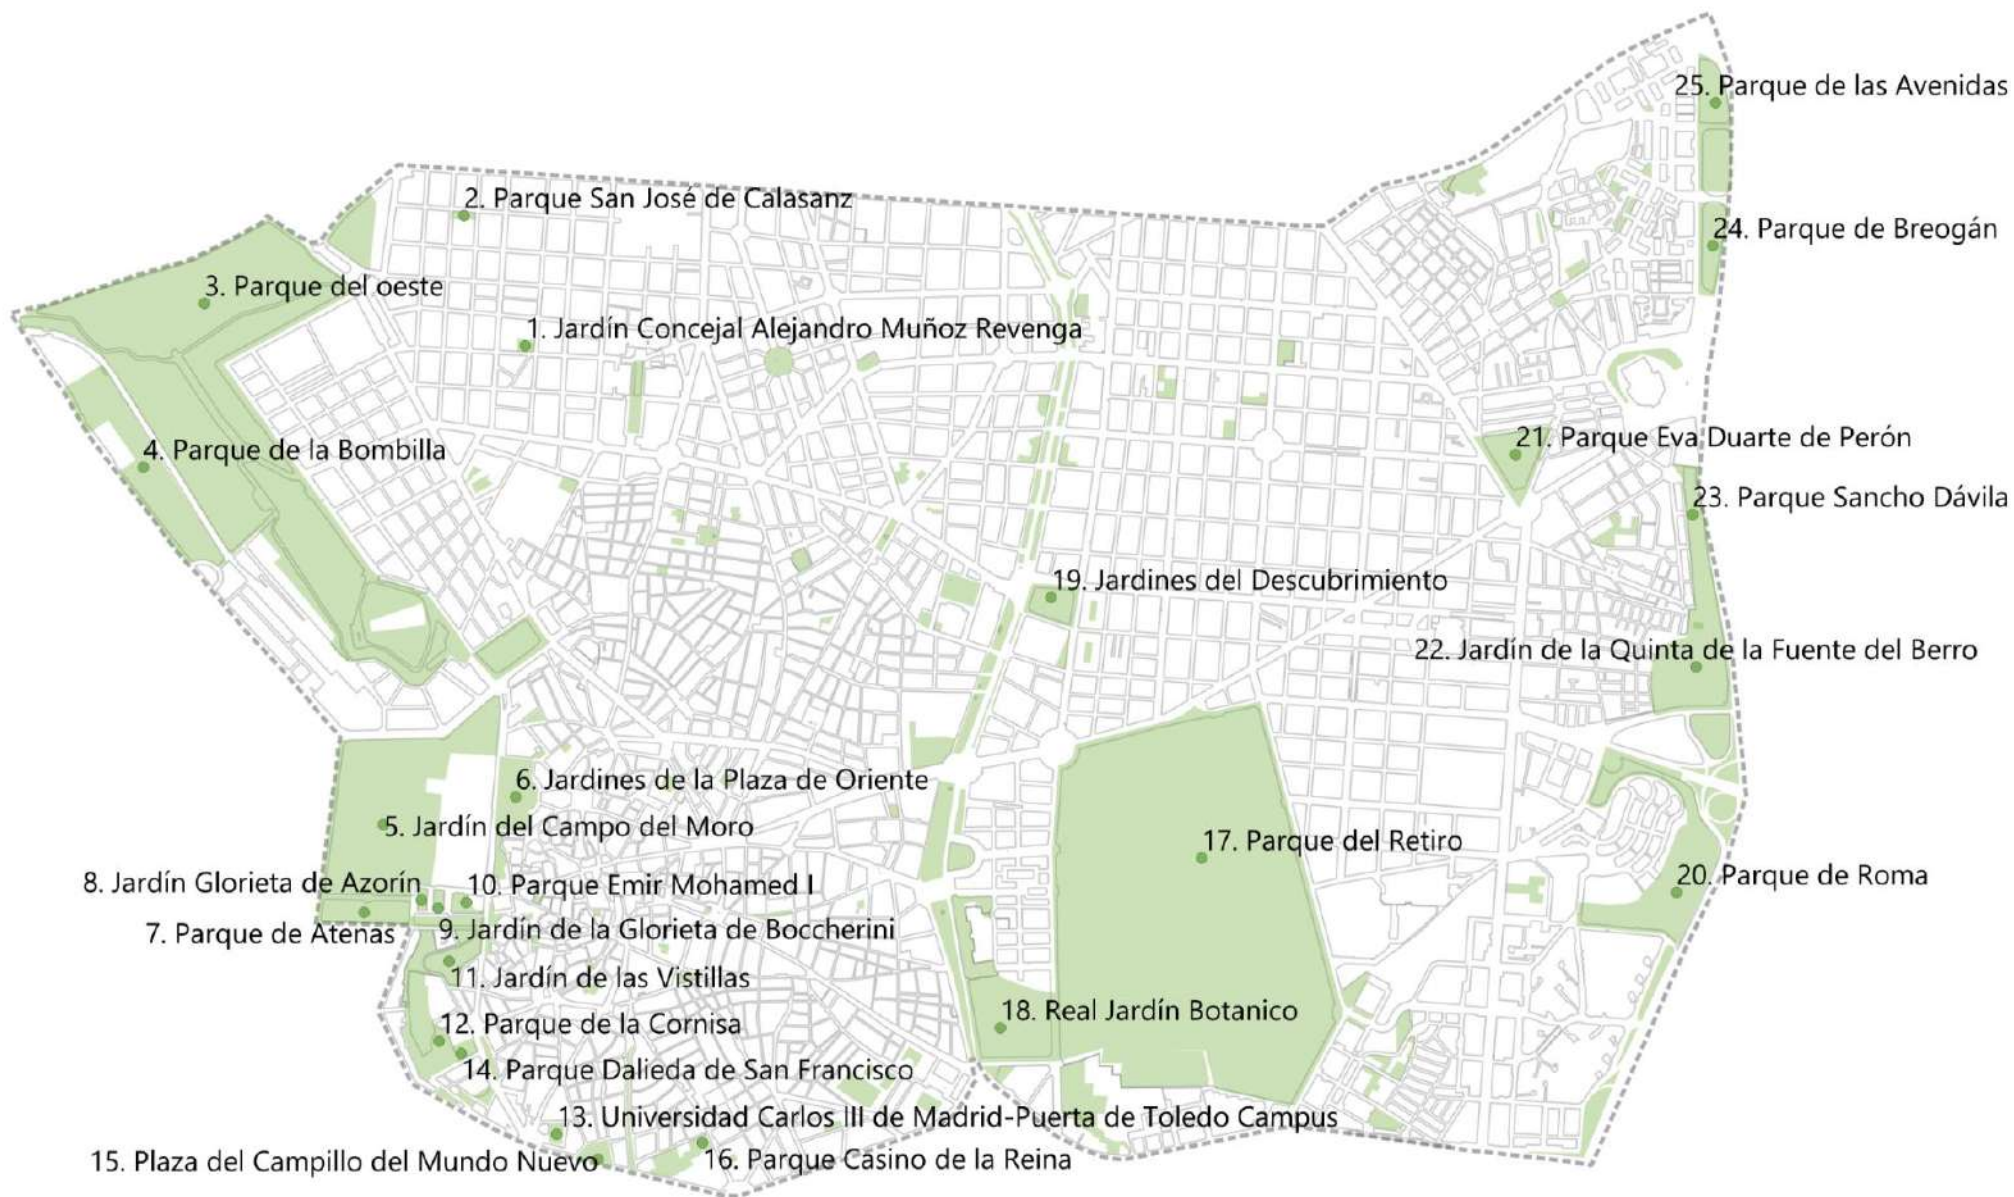 25. Parque de las Avenidas
2. Parque San José de Calasanz
24. Parque de Breogán
3. Parque del oeste
1. Jardín Concejal Alejandro Muñoz Revenga
21. Parque Eva Duarte de Perón
4. Parque de la Bombilla
23. Parque Sancho Dávila
19. Jardines del Descubrimiento
22. Jardín de la Quinta de la Fuente del Berro
6. Jardines de la Plaza de Oriente
5. Jardín del Campo del Moro
17. Parque del Retiro
20. Parque de Roma
8. Jardín Glorieta de Azorín
10. Parque Emir Mohamed I
7. Parque de Atenas
9. Jardín de la Glorieta de Boccherini
11. Jardín de las Vistillas
18. Real Jardín Botanico
12. Parque de la Cornisa
14. Parque Dalieda de San Francisco
13. Universidad Carlos III de Madrid-Puerta de Toledo Campus
15. Plaza del Campillo del Mundo Nuevo
16. Parque Casino de la Reina